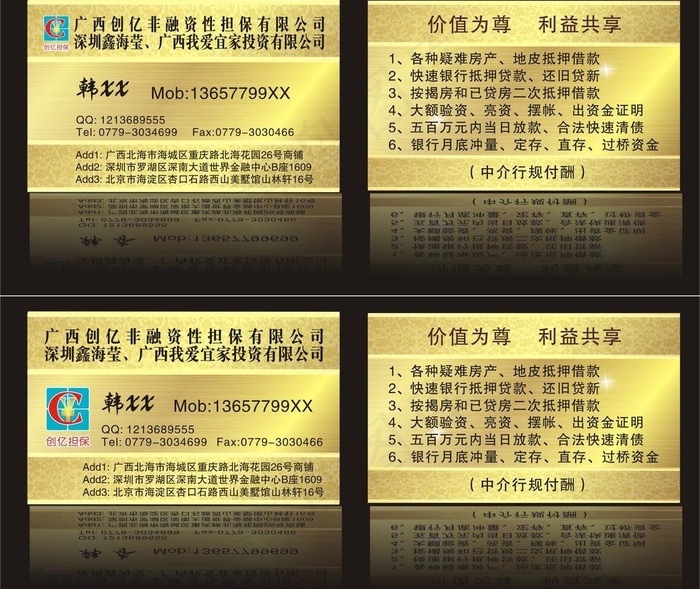 广西创亿非融资性担保有限公司
深圳鑫海莹、广西我爱宜家投资有限公司
创亿担保
韩XX Mob:13657799XX
QQ: 1213689555
Tel: 0779-3034699 Fax:0779-3030466
Add1: 广西北海市海城区重庆路北海花园26号商铺
Add2: 深圳市罗湖区深南大道世界金融中心B座1609
Add3: 北京市海淀区杏口石路西山美墅馆山林轩16号
价值为尊 利益共享
1、各种疑难房产、地皮抵押借款
2、快速银行抵押贷款、还旧贷新
3、按揭房和已贷房二次抵押借款
4、大额验资、亮资、摆帐、出资金证明
5、五百万元内当日放款、合法快速清债
6、银行月底冲量、定存、直存、过桥资金
(中介行规付酬)
广西创亿非融资性担保有限公司
深圳鑫海莹、广西我爱宜家投资有限公司
创亿担保
韩XX Mob:13657799XX
QQ: 1213689555
Tel: 0779-3034699 Fax:0779-3030466
Add1: 广西北海市海城区重庆路北海花园26号商铺
Add2: 深圳市罗湖区深南大道世界金融中心B座1609
Add3: 北京市海淀区杏口石路西山美墅馆山林轩16号
价值为尊 利益共享
1、各种疑难房产、地皮抵押借款
2、快速银行抵押贷款、还旧贷新
3、按揭房和已贷房二次抵押借款
4、大额验资、亮资、摆帐、出资金证明
5、五百万元内当日放款、合法快速清债
6、银行月底冲量、定存、直存、过桥资金
(中介行规付酬)